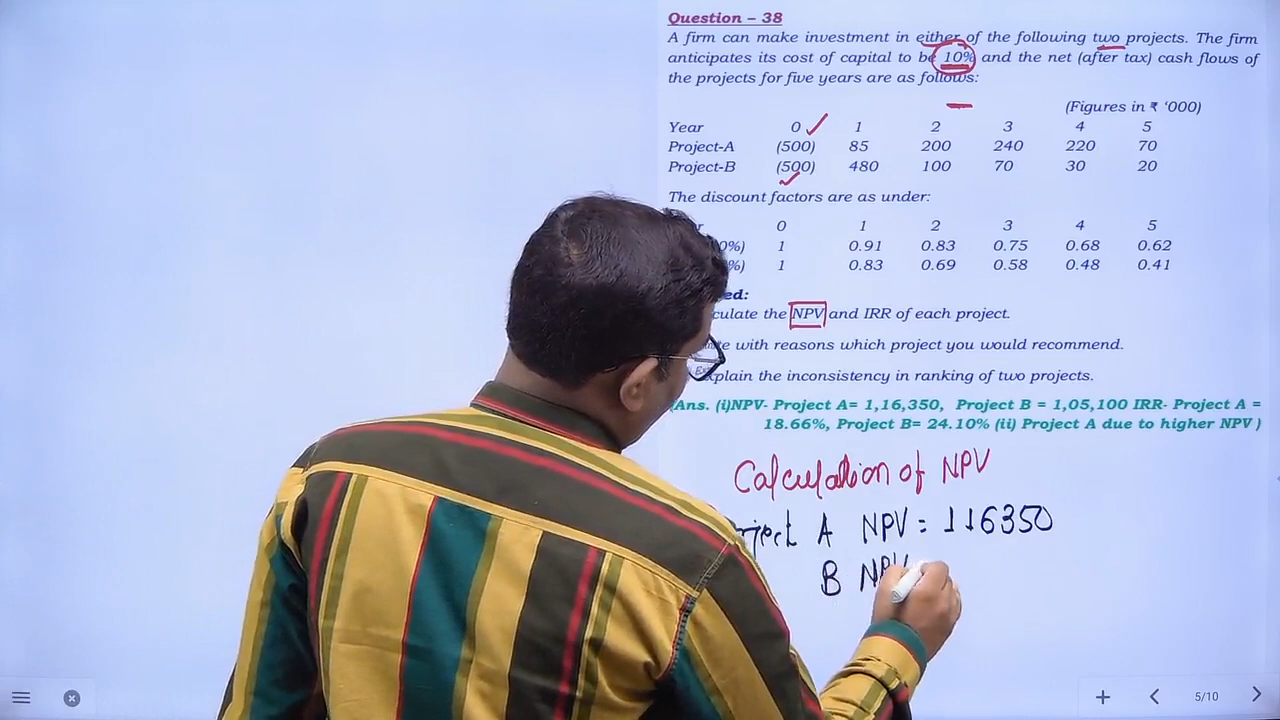 Question – 38
A firm can make investment in either of the following two projects. The firm
anticipates its cost of capital to be 10% and the net (after tax) cash flows of
the projects for five years are as follows:
(Figures in ₹ ‘000)
Year 0 1 2 3 4 5
Project-A (500) 85 200 240 220 70
Project-B (500) 480 100 70 30 20
The discount factors are as under:
0 1 2 3 4 5
0%) 1 0.91 0.83 0.75 0.68 0.62
%) 1 0.83 0.69 0.58 0.48 0.41
ed:
culate the NPV and IRR of each project.
te with reasons which project you would recommend.
xplain the inconsistency in ranking of two projects.
(Ans. (i)NPV- Project A= 1,16,350, Project B = 1,05,100 IRR- Project A =
18.66%, Project B= 24.10% (ii) Project A due to higher NPV )
Calculation of NPV
roject A NPV = 116350
B NPV
5/10